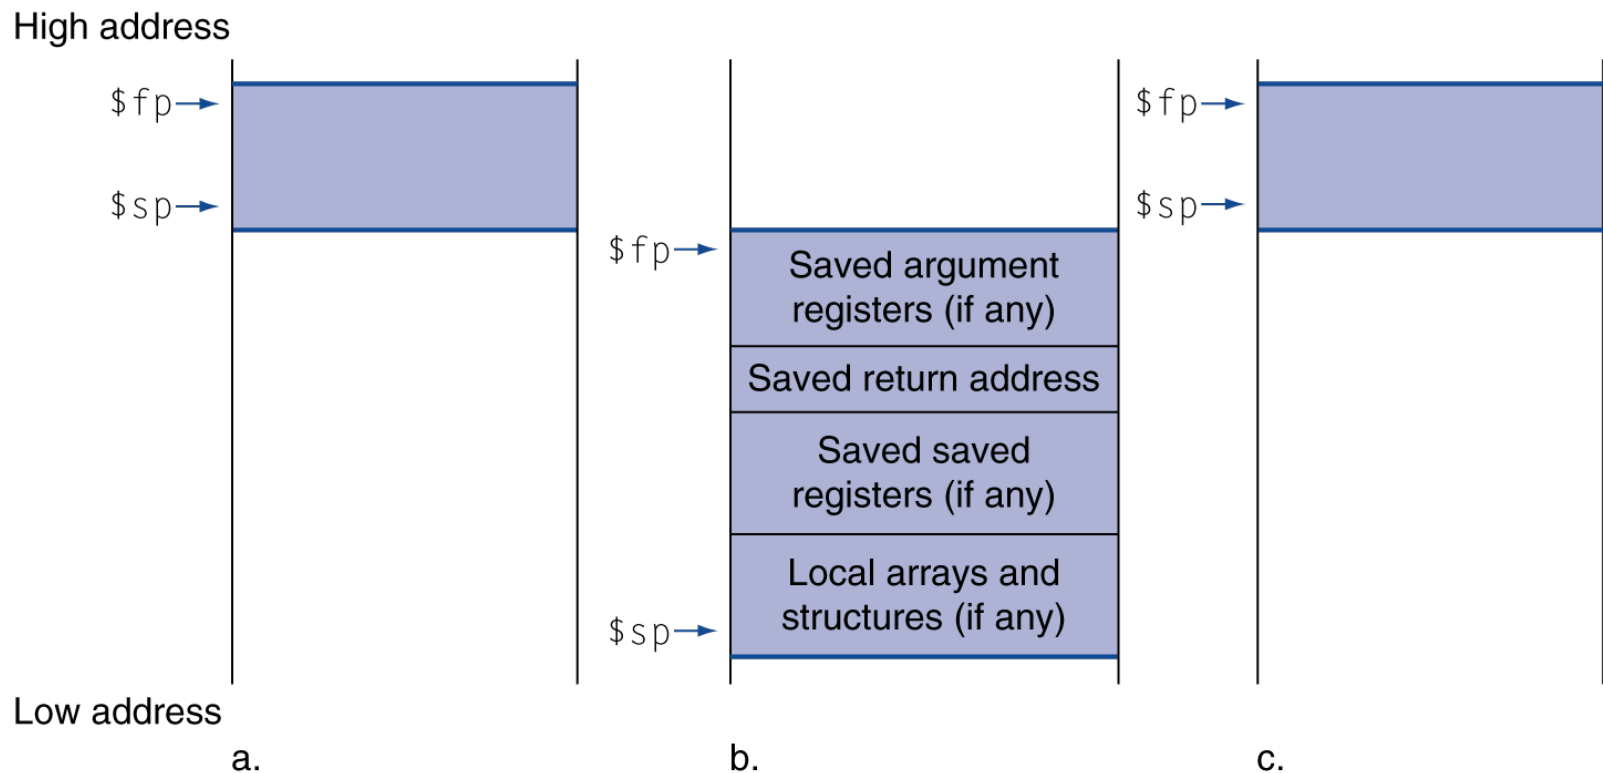 High address
$fp
$sp
$fp
Saved argument
registers (if any)
Saved return address
Saved saved
registers (if any)
Local arrays and
structures (if any)
$sp
$fp
$sp
Low address
a.
b.
c.